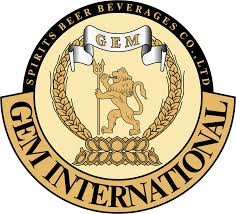 SPIRITS BEER BEVERAGES CO., LTD
GEM
GEM INTERNATIONAL